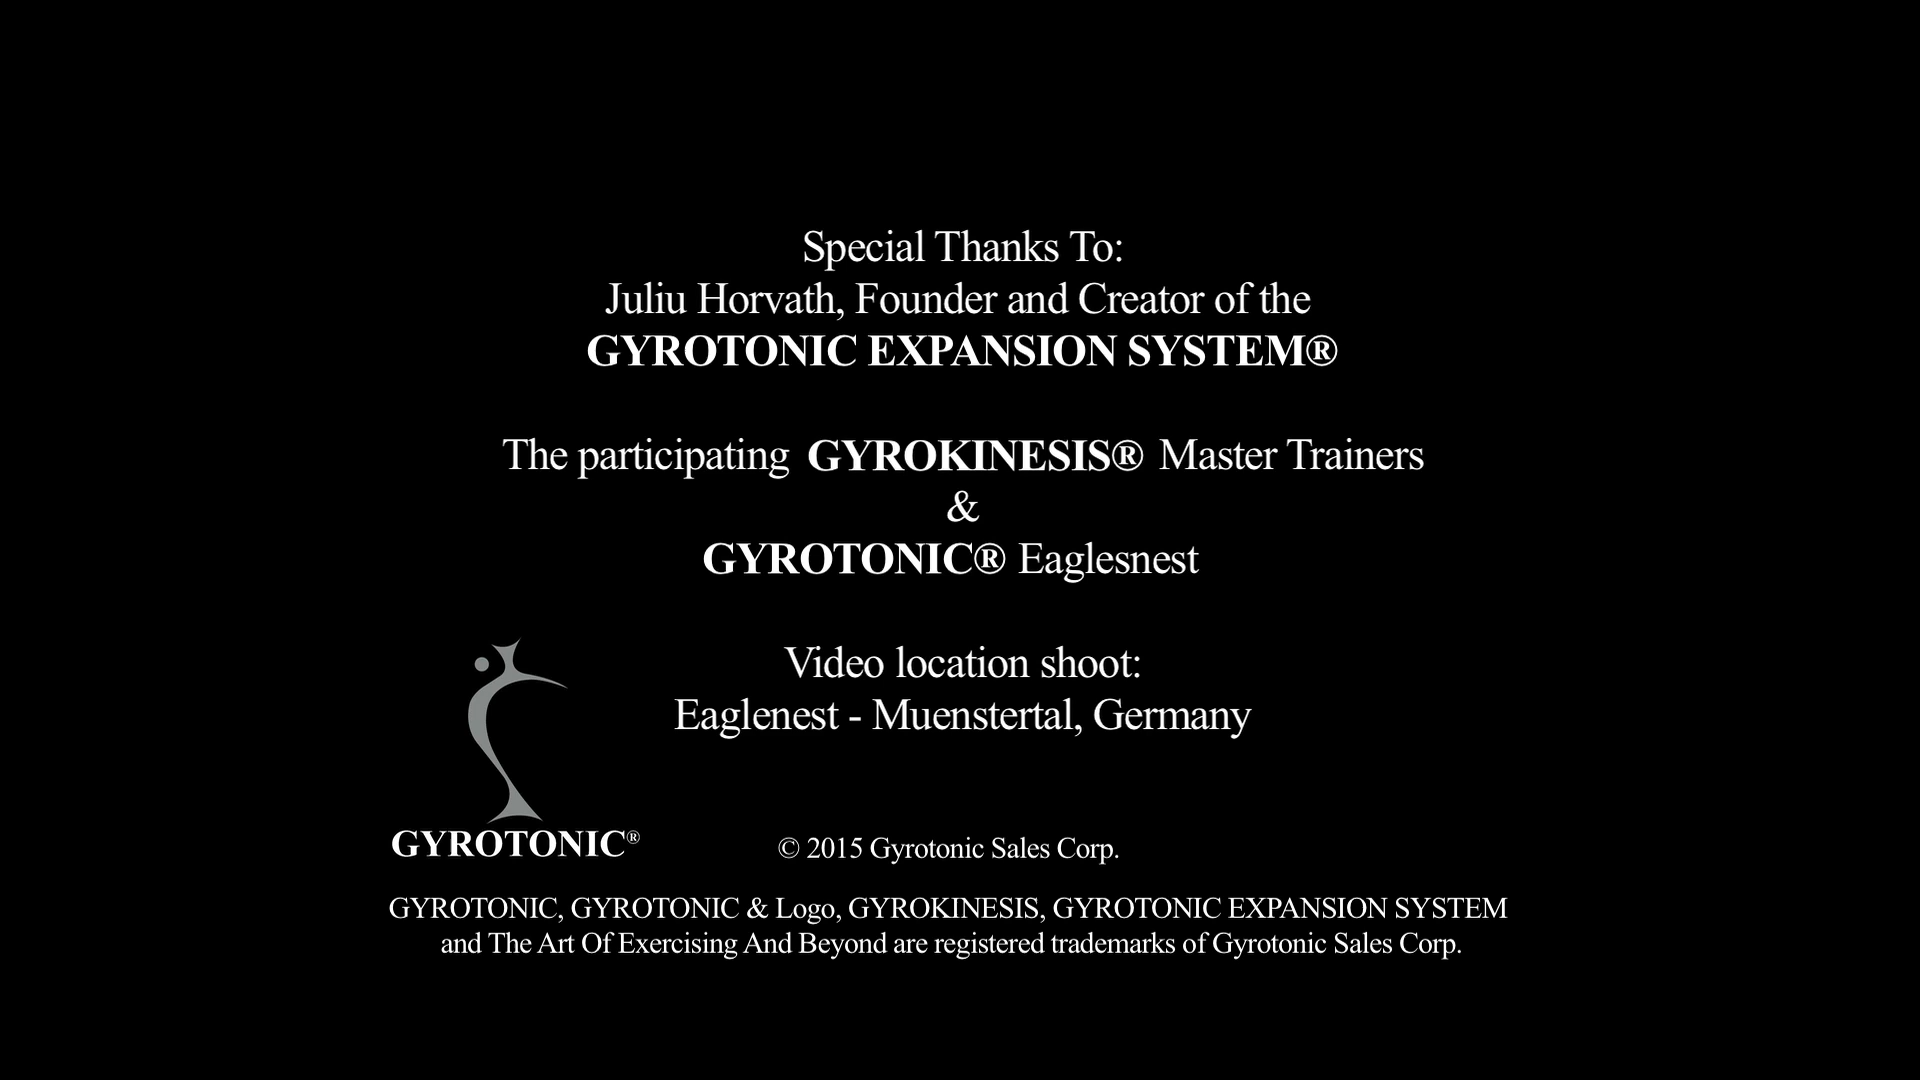 Special Thanks To:
Juliu Horvath, Founder and Creator of the
GYROTONIC EXPANSION SYSTEM®
The participating GYROKINESIS® Master Trainers
&
GYROTONIC® Eaglesnest
Video location shoot:
Eaglenest - Muenstertal, Germany
GYROTONIC®
© 2015 Gyrotonic Sales Corp.
GYROTONIC, GYROTONIC & Logo, GYROKINESIS, GYROTONIC EXPANSION SYSTEM
and The Art Of Exercising And Beyond are registered trademarks of Gyrotonic Sales Corp.